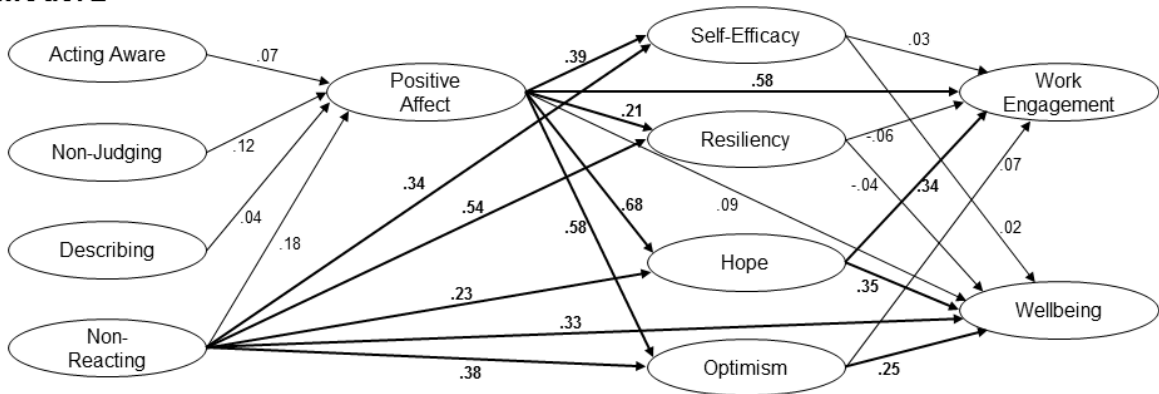 Acting Aware
Non-Judging
Describing
Non-
Reacting
Positive
Affect
Self-Efficacy
Resiliency
Hope
Optimism
Work
Engagement
Wellbeing
.07
.12
.04
.18
.39
.21
.34
.54
.68
.58
.23
.33
.38
.58
.09
.03
-.06
-.04
.34
.07
.02
.35
.25